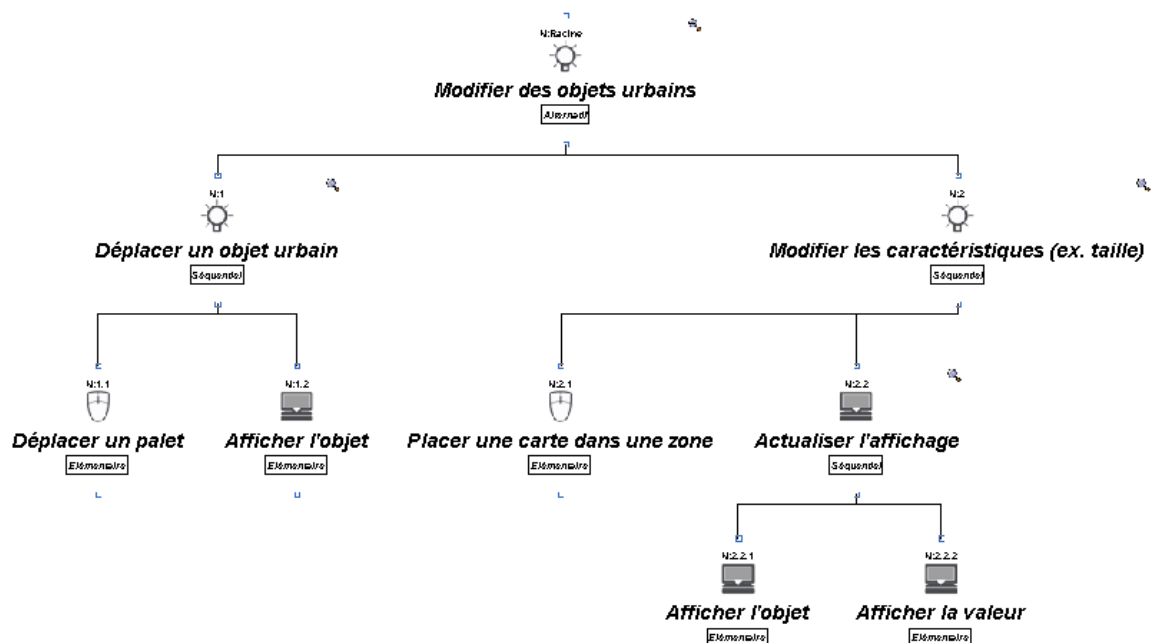 N:Racine
Modifier des objets urbains
Alternatif
N:1
N:2
Déplacer un objet urbain
Modifier les caractéristiques (ex. taille)
Séquentiel
Séquentiel
N:1.1
N:1.2
N:2.1
N:2.2
Déplacer un palet
Afficher l'objet
Placer une carte dans une zone
Actualiser l'affichage
Elémentaire
Elémentaire
Elémentaire
Séquentiel
N:2.2.1
N:2.2.2
Afficher l'objet
Afficher la valeur
Elémentaire
Elémentaire